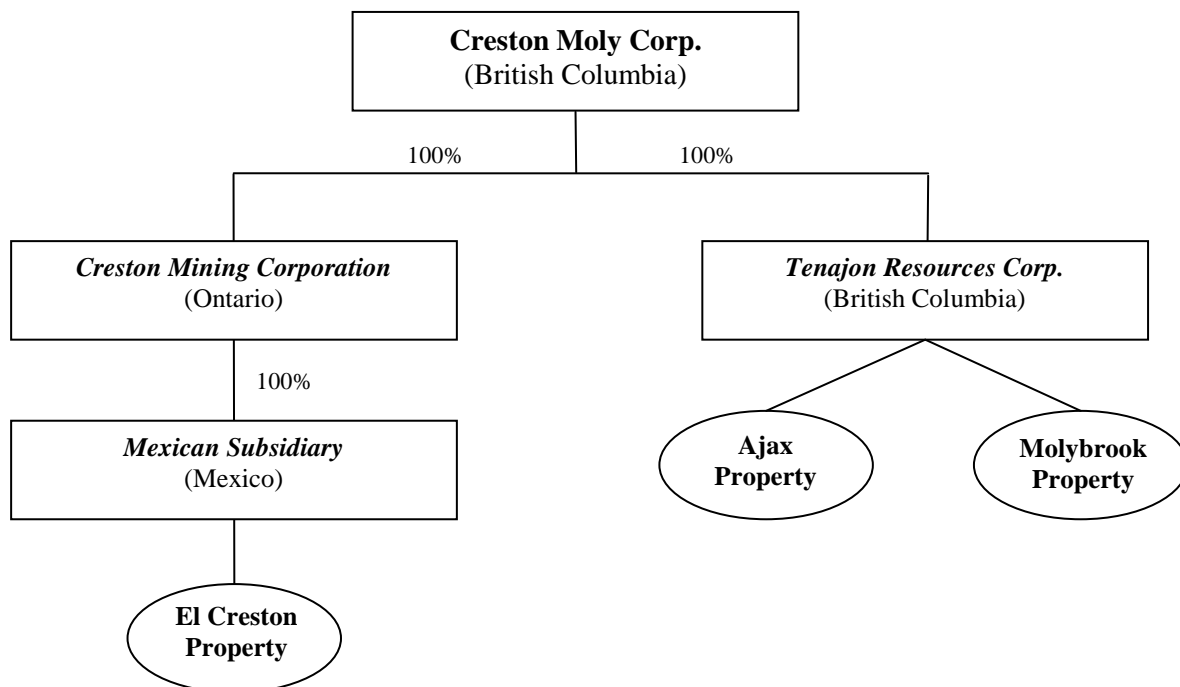 Creston Moly Corp.
(British Columbia)
100%
100%
Creston Mining Corporation
(Ontario)
Tenajon Resources Corp.
(British Columbia)
100%
Mexican Subsidiary
(Mexico)
Ajax
Property
Molybrook
Property
El Creston
Property